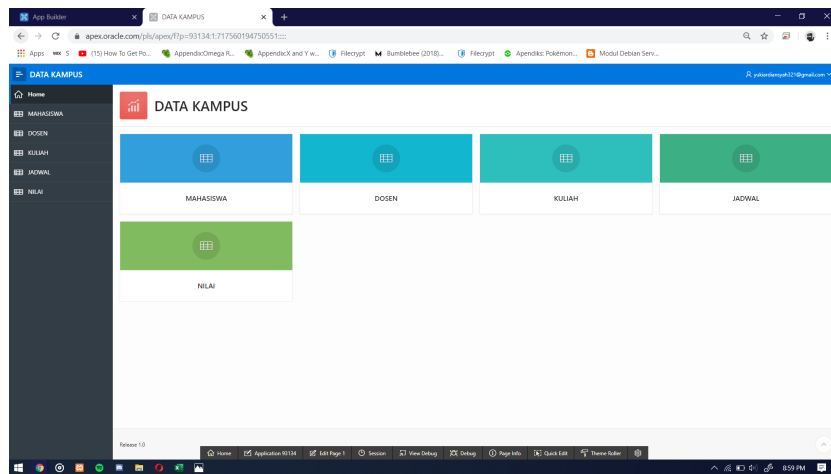 App Builder
DATA KAMPUS
apex.oracle.com/pls/apex/f?p=93134:1:717560194750551:::::
Apps
S
(15) How To Get Po...
Appendix:Omega R...
Appendix:X and Y w...
Filecrypt
Bumblebee (2018)...
Filecrypt
Apendiks: Pokémon...
Modul Debian Serv...
DATA KAMPUS
Home
MAHASISWA
DOSEN
KULIAH
JADWAL
NILAI
DATA KAMPUS
MAHASISWA
DOSEN
KULIAH
JADWAL
NILAI
Release 1.0
Home
Application 93134
Edit Page 1
Session
View Debug
Debug
Page Info
Quick Edit
Theme Roller
8:59 PM